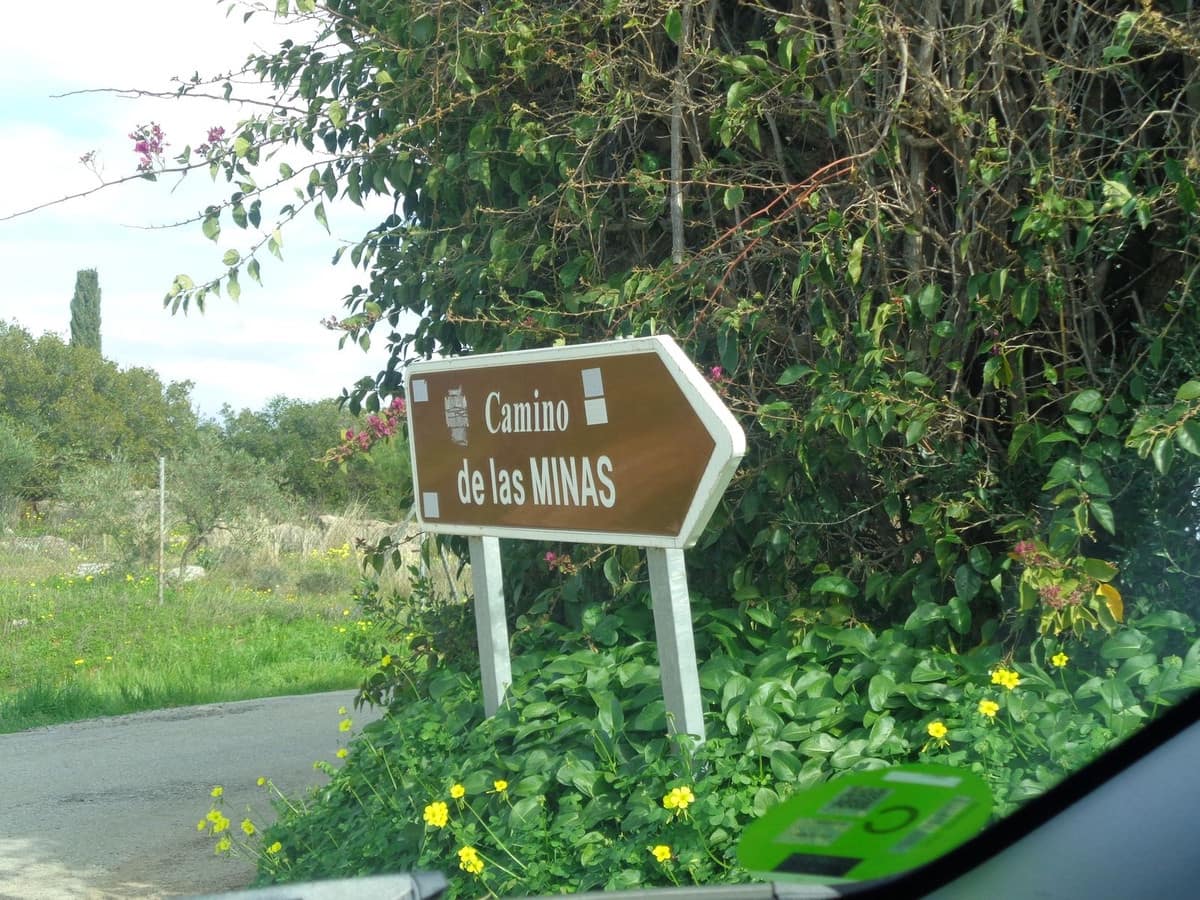 Camino
de las MINAS
C